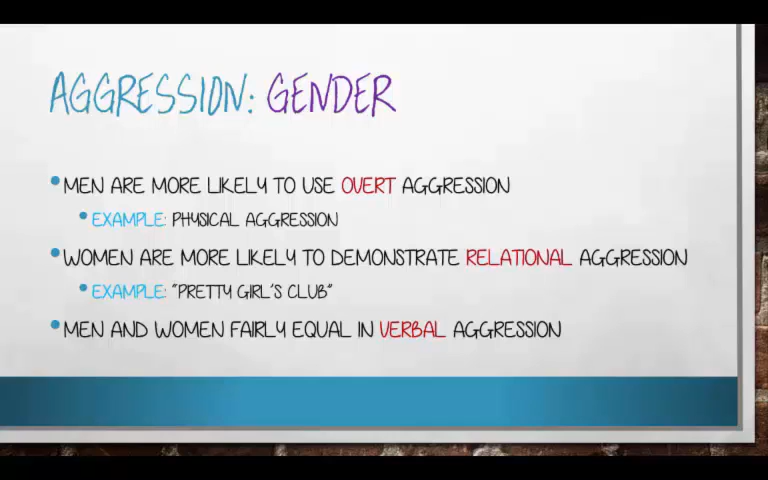 AGGRESSION: GENDER
MEN ARE MORE LIKELY TO USE OVERT AGGRESSION
EXAMPLE: PHYSICAL AGGRESSION
WOMEN ARE MORE LIKELY TO DEMONSTRATE RELATIONAL AGGRESSION
EXAMPLE: "PRETTY GIRL'S CLUB"
MEN AND WOMEN FAIRLY EQUAL IN VERBAL AGGRESSION